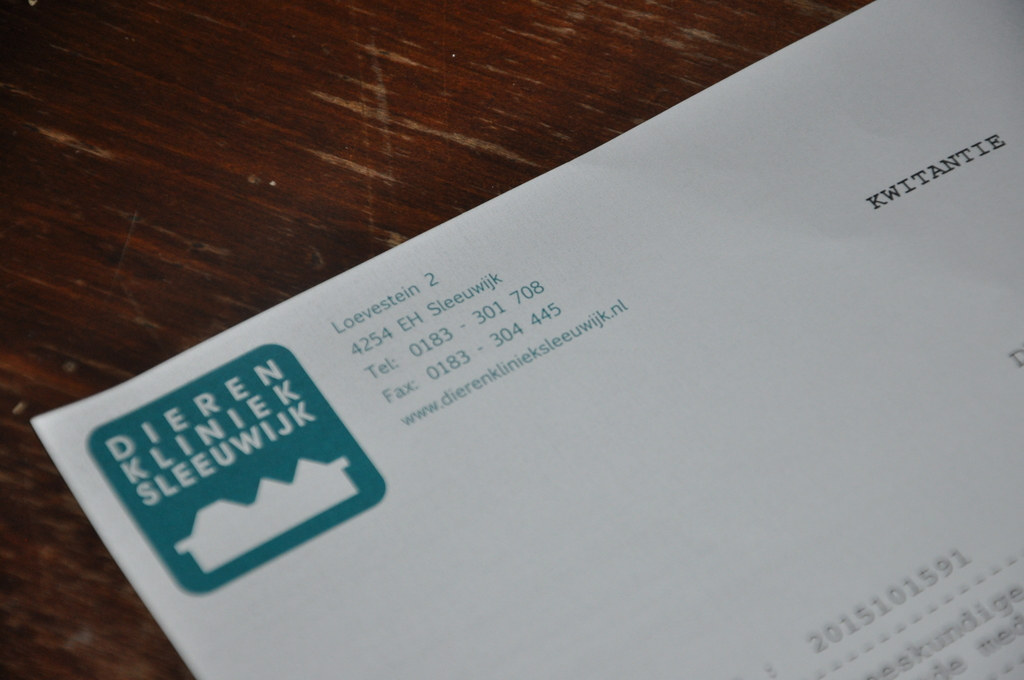 DIEREN
KLINIEK
SLEEUWIJK
Loevestein 2
4254 EH Sleeuwijk
Tel: 0183 - 301 708
Fax: 0183 - 304 445
www.dierenklinieksleeuwijk.nl
KWITANTIE
: 2015101591